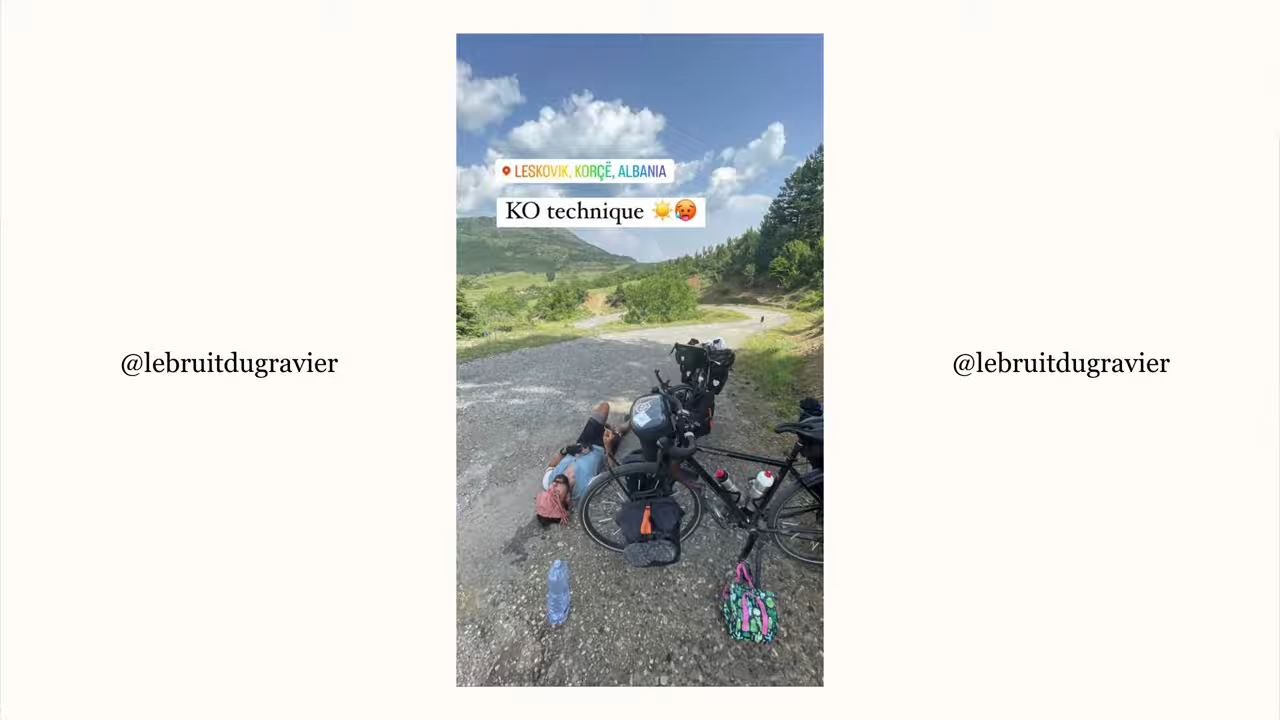 LESKOVIK, KORÇË, ALBANIA
KO technique ☀️🥵
@lebruitdugravier
@lebruitdugravier